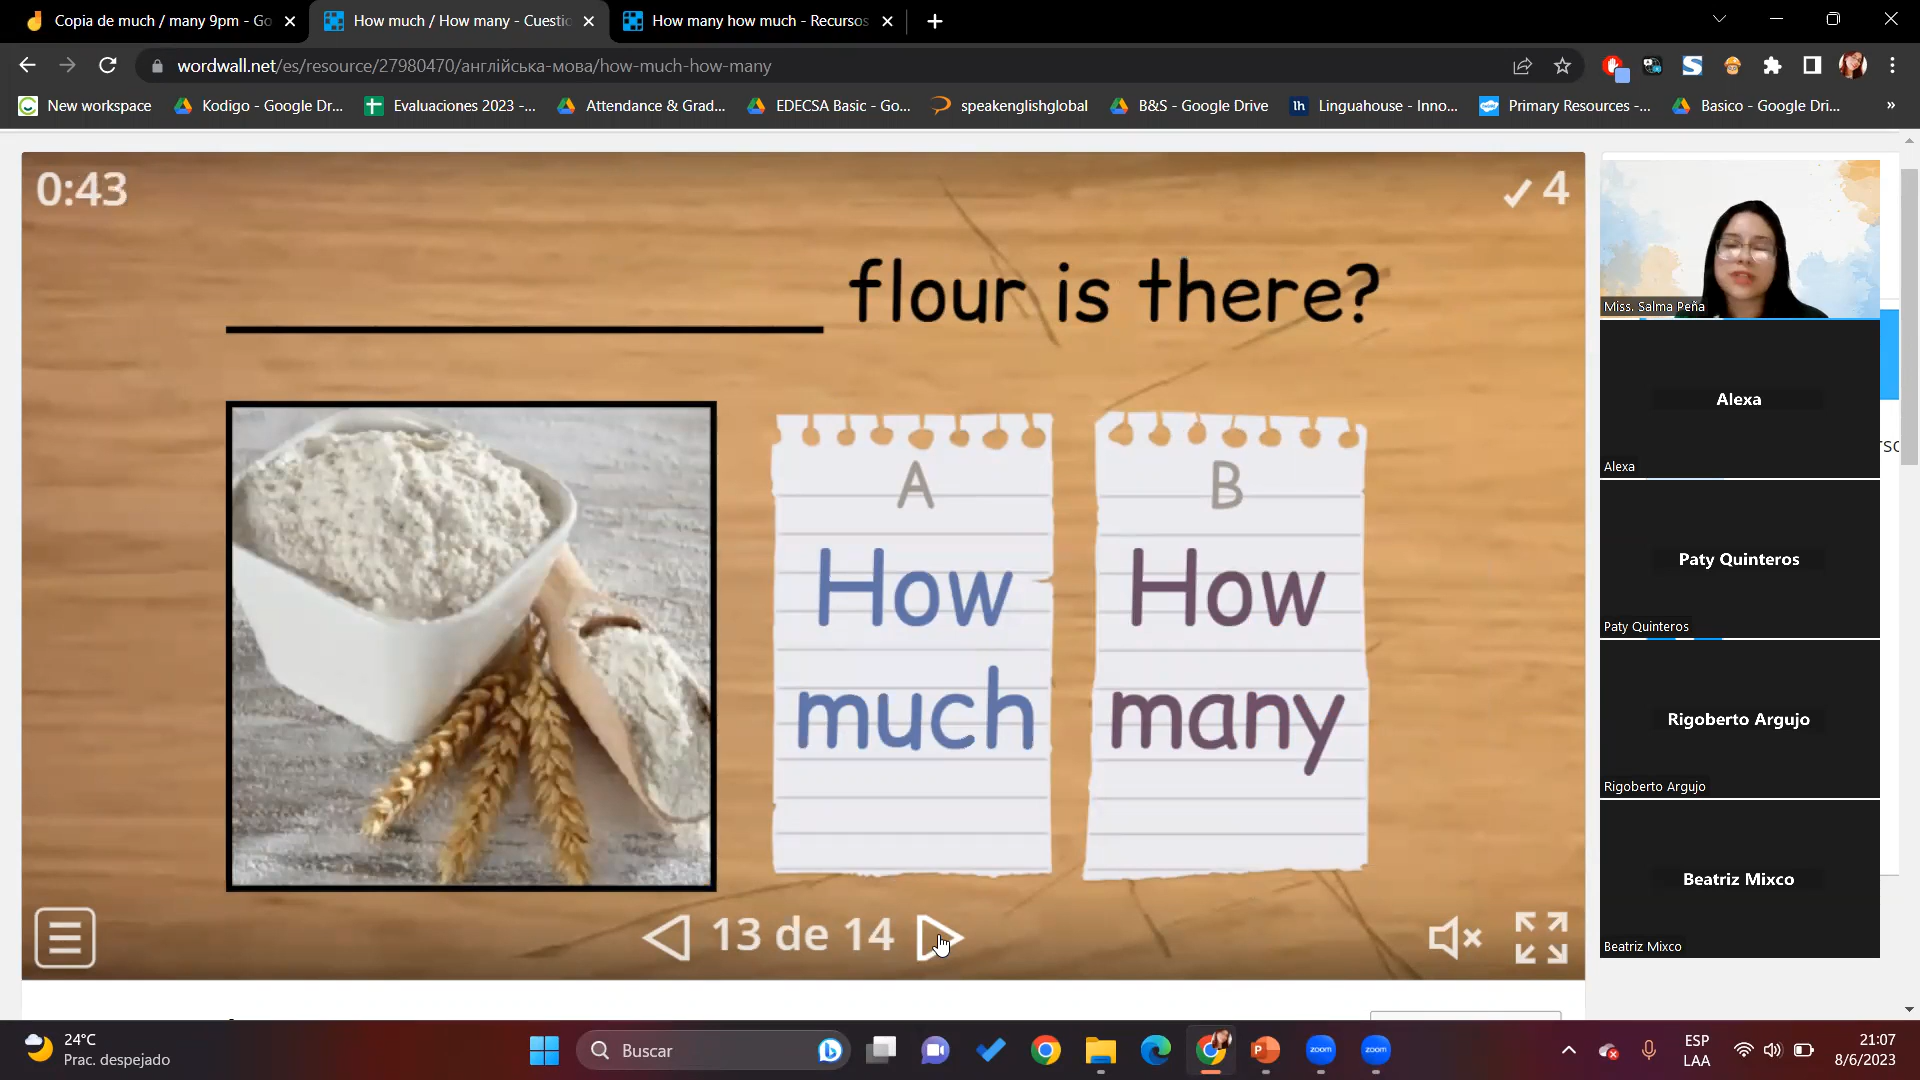 Copia de much / many 9pm - Go
How much / How many - Cuestio
How many how much - Recursos
wordwall.net/es/resource/27980470/англійська-мова/how-much-how-many
New workspace
Kodigo - Google Dr...
Evaluaciones 2023 -...
Attendance & Grad...
EDECSA Basic - Go...
speakenglishglobal
B&S - Google Drive
lh
Linguahouse - Inno...
Primary Resources -...
Basico - Google Dri...
»
0:43
4
flour is there?
A
How
much
B
How
many
13 de 14
Miss. Salma Peña
Alexa
Alexa
Paty Quinteros
Paty Quinteros
Rigoberto Argujo
Rigoberto Argujo
Beatriz Mixco
Beatriz Mixco
24°C
Prac. despejado
Buscar
zoom
zoom
ESP
LAA
21:07
8/6/2023